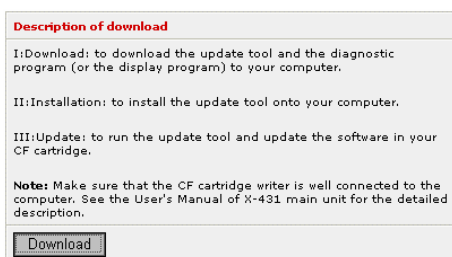 Description of download
I:Download: to download the update tool and the diagnostic
program (or the display program) to your computer.
II:Installation: to install the update tool onto your computer.
III:Update: to run the update tool and update the software in your
CF cartridge.
Note: Make sure that the CF cartridge writer is well connected to the
computer. See the User's Manual of X-431 main unit for the detailed
description.
Download